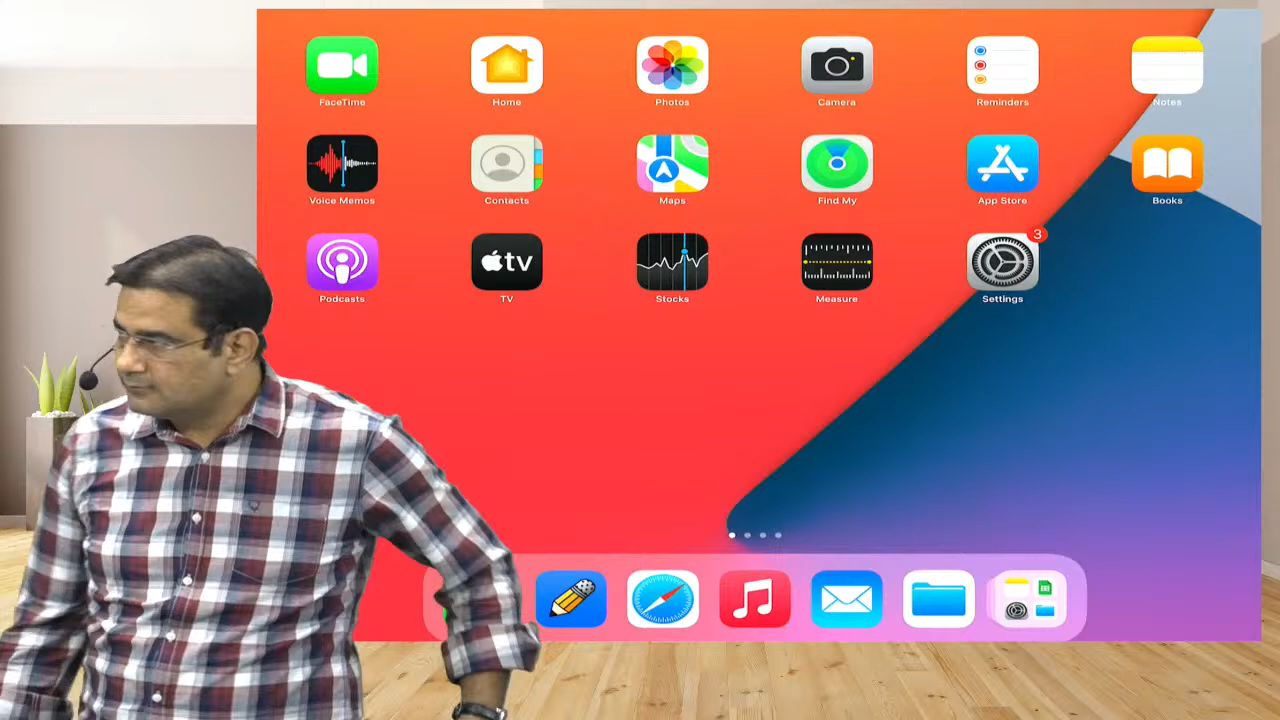 FaceTime
Home
Photos
Camera
Reminders
Notes
Voice Memos
Contacts
Maps
Find My
App Store
Books
Podcasts
tv
TV
Stocks
Measure
3
Settings